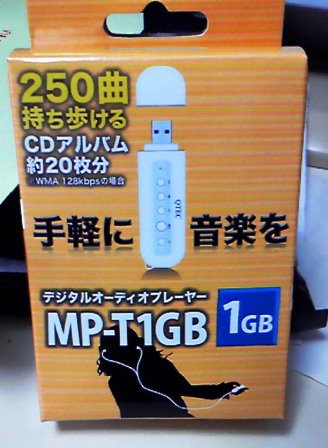 250曲
持ち歩ける
CDアルバム
約20枚分
※WMA 128kbpsの場合
QTEC
手軽に 音楽を
デジタルオーディオプレーヤー
MP-T1GB 1GB